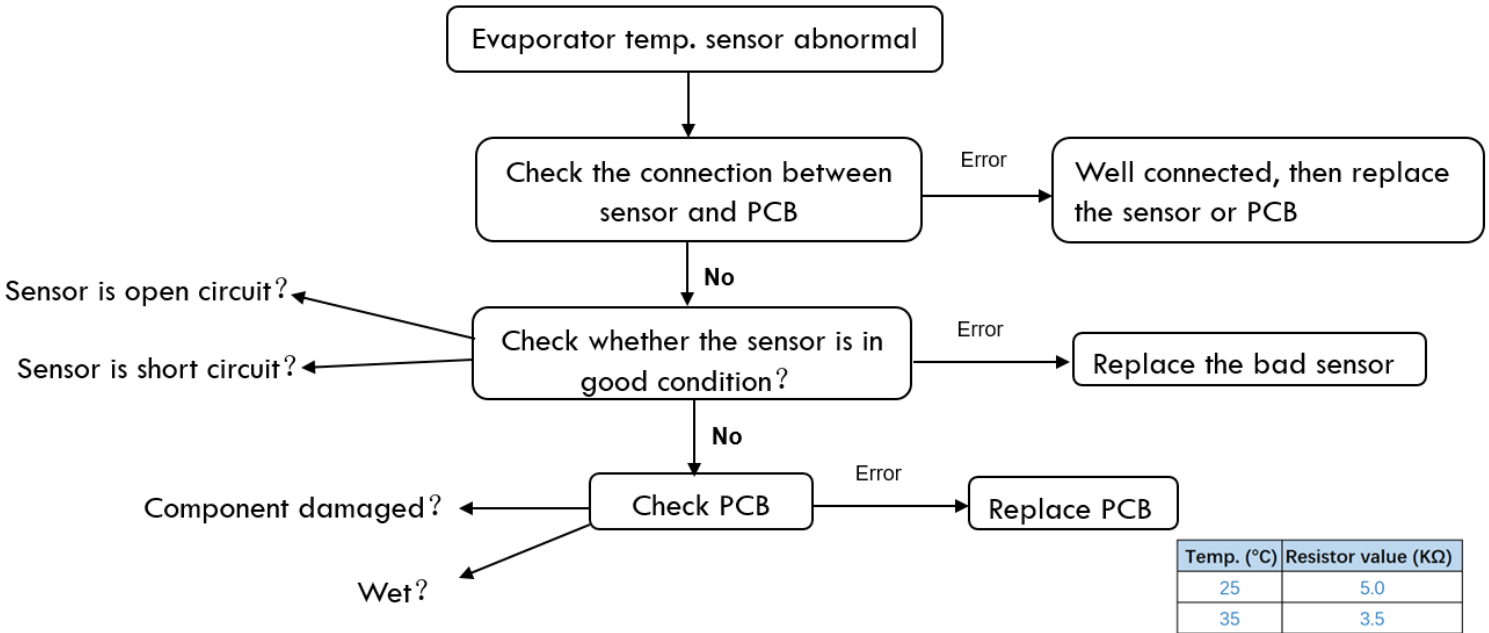 Evaporator temp. sensor abnormal
Check the connection between
sensor and PCB
Error
Well connected, then replace
the sensor or PCB
No
Sensor is open circuit?
Sensor is short circuit?
Check whether the sensor is in
good condition?
Error
Replace the bad sensor
No
Component damaged?
Wet?
Check PCB
Error
Replace PCB
Temp. (°C) Resistor value (KΩ)
25 5.0
35 3.5